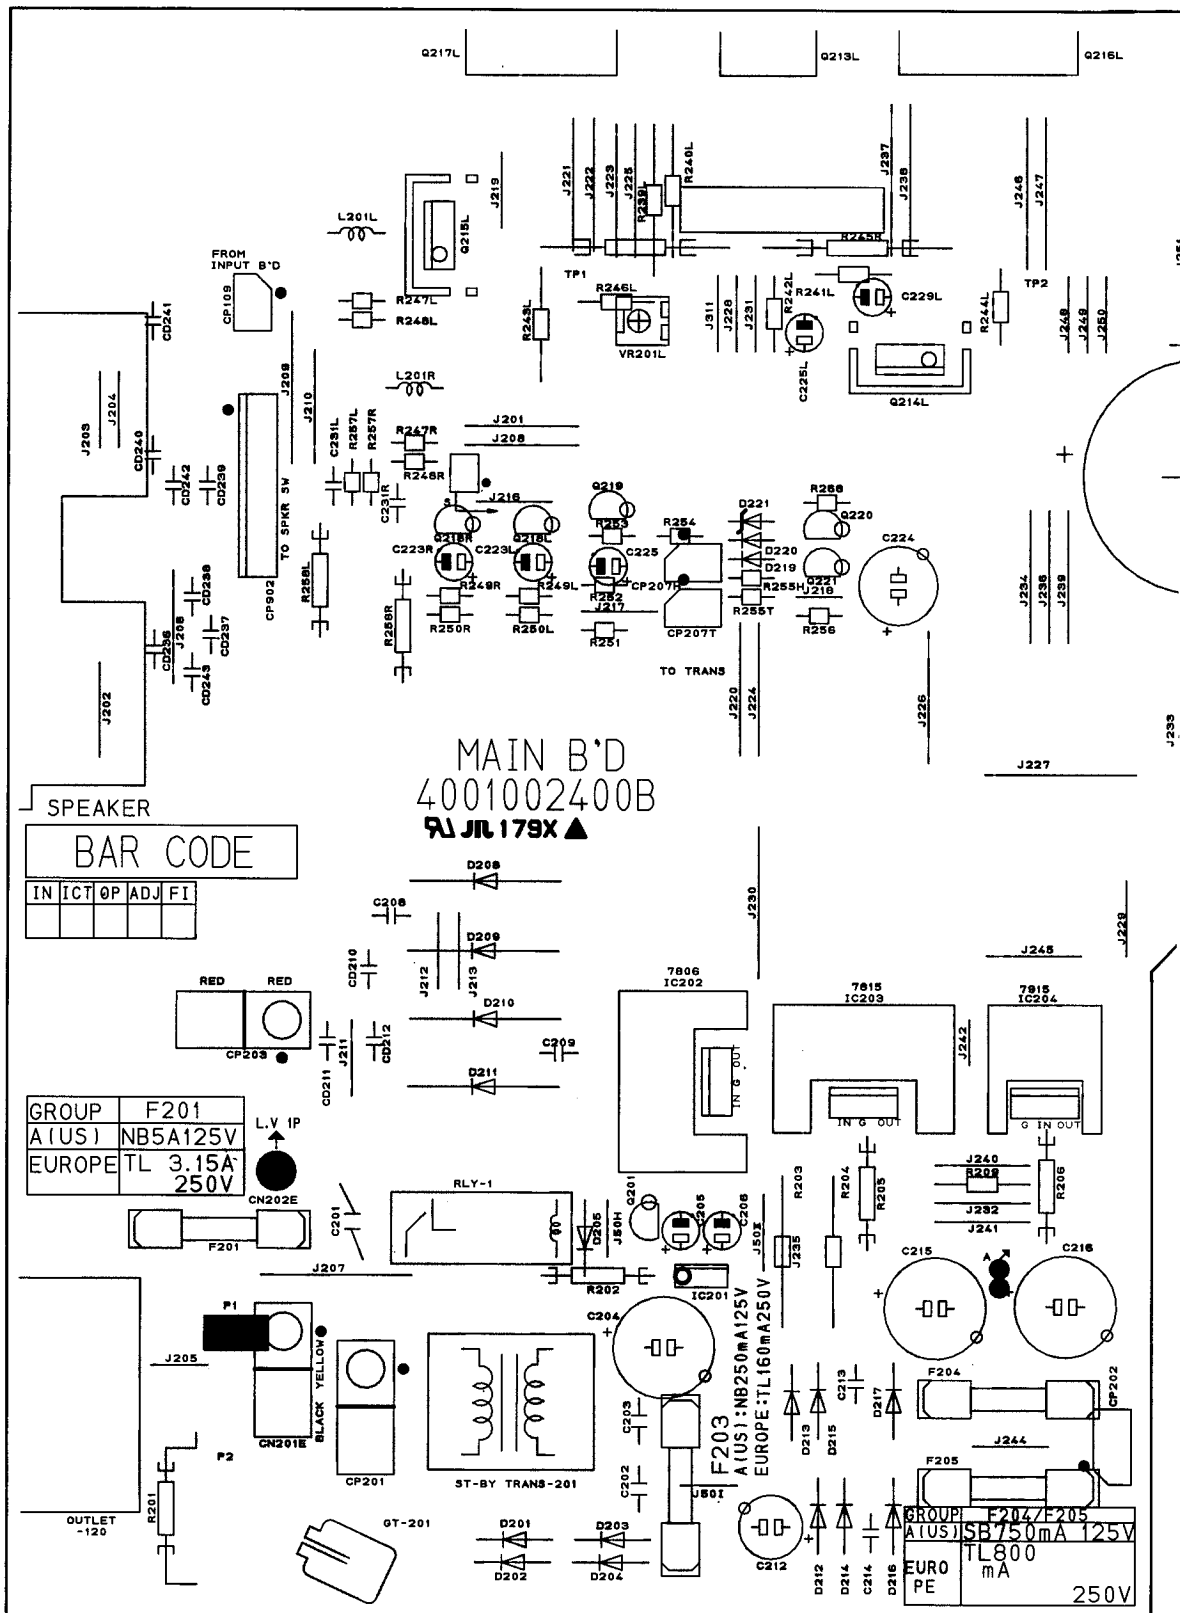 Q217L
Q213L
Q216L
J219
J221
J222
J223
J225
R239L
R240L
J237
J238
J246
J247
L201L
Q215L
R245R
FROM
INPUT B'D
CP109
TP1
TP2
R247L
R248L
R243L
R246L
VR201L
J311
J228
J231
R242L
R241L
C229L
R244L
J248
J249
J250
CD241
C225L
Q214L
J203
J204
J209
J210
L201R
J201
J208
CD240
CD242
CD239
C231L
R257L
R257R
R247R
R248R
C231R
TO SPKR SW
CP902
S
J216
Q219
R253
R254
D221
R266
Q220
Q218R
Q218L
C223R
C223L
C225
CP207H
D220
D219
Q221
C224
R249R
R249L
R252
R255H
J218
J234
J236
J239
R250R
R250L
J217
R251
CP207T
R255T
R256
CD238
CD237
CD236
J206
CD243
R258L
R258R
TO TRANS
J202
J220
J224
J226
J233
J227
MAIN B'D
4001002400B
JR 179X
SPEAKER
BAR CODE
IN ICT OP ADJ FI
D208
C208
J230
J229
D209
CD210
J212
J213
J245
RED RED
7806
IC202
7815
IC203
7915
IC204
D210
CP203
CD211
J211
CD212
C209
J242
D211
IN G OUT
IN G OUT
G IN OUT
GROUP F201
A(US) NB5A125V
EUROPE TL 3.15A
250V
L.V 1P
CN202E
F201
C201
RLY-1
D205
J50H
Q201
C205
C206
J50X
R203
J235
R204
R205
J240
R209
J232
J241
R206
J207
R202
IC201
C215
A
C216
P1
C204
J205
BLACK YELLOW
CN201E
P2
CP201
ST-BY TRANS-201
C203
C202
F203
A(US):NB250mA125V
EUROPE:TL160mA250V
J50I
D213
D215
C213
D217
F204
CP202
J244
F205
R201
OUTLET
-120
GT-201
D201
D202
D203
D204
C212
D212
D214
C214
D216
GROUP F204/F205
A(US) SB750mA 125V
EURO
PE
TL800
mA
250V